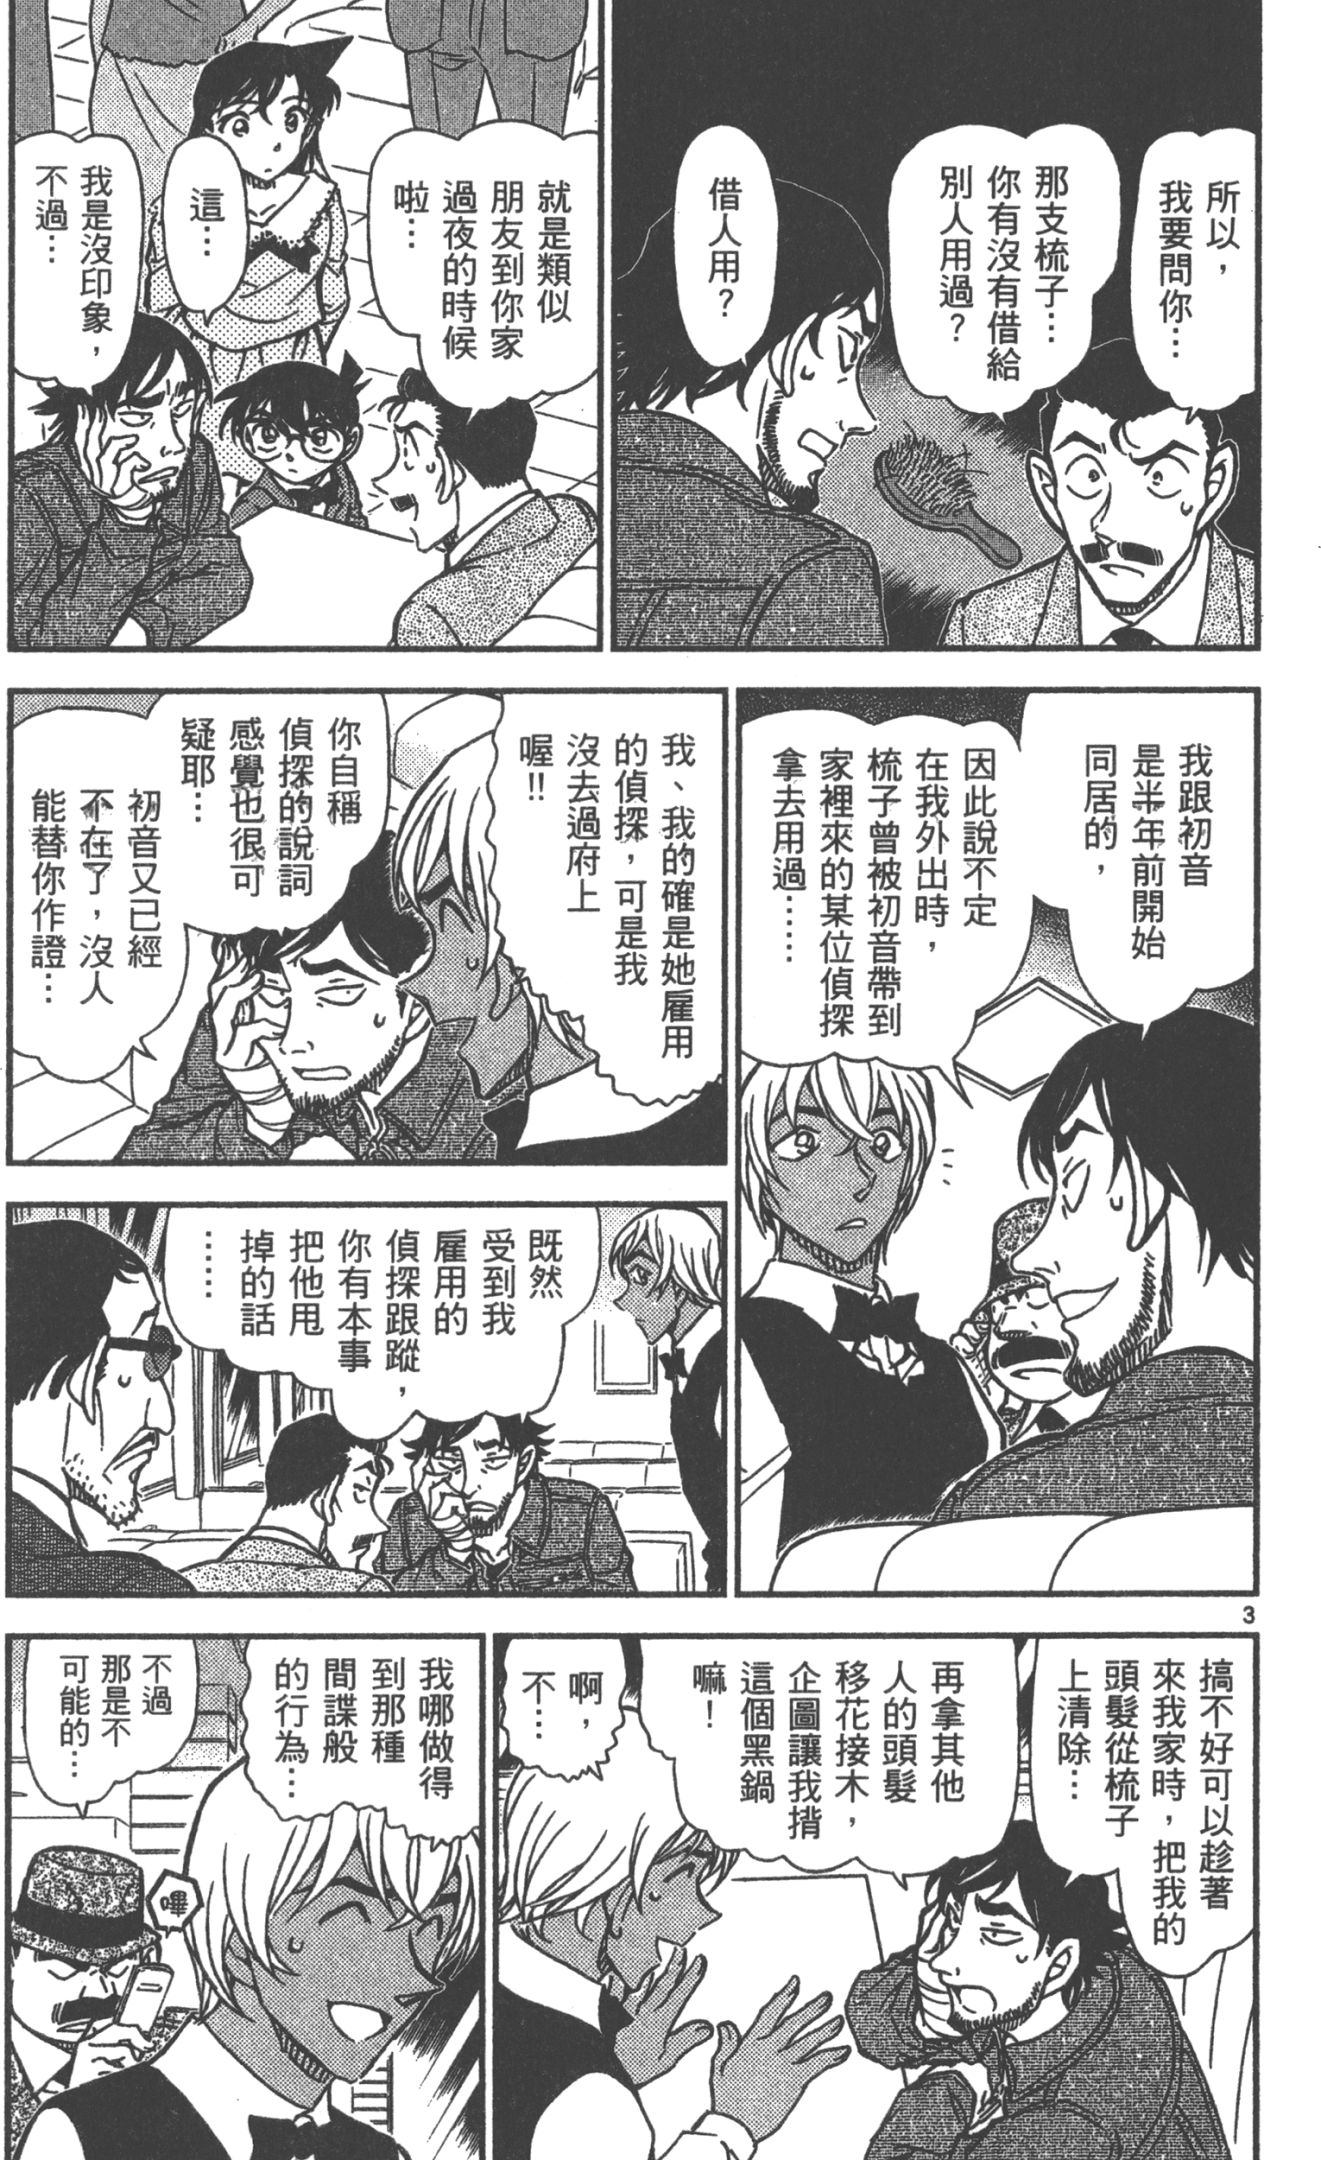 所以，
我要問你…
那支梳子…
你有沒有借給
別人用過？
借人用？
就是類似
朋友到你家
過夜的時候
啦…
這…
我是沒印象，
不過…
我跟初音
是半年前開始
同居的，
因此說不定
在我外出時，
梳子曾被初音帶到
家裡來的某位偵探
拿去用過……
我、我的確是她雇用
的偵探，可是我
沒去過府上
喔!!
你自稱
偵探的說詞
感覺也很可
疑耶…
初音又已經
不在了，沒人
能替你作證…
既然
受到我
雇用的
偵探跟蹤，
你有本事
把他甩
掉的話
……
3
搞不好可以趁著
來我家時，把我的
頭髮從梳子
上清除…
再拿其他
人的頭髮
移花接木，
企圖讓我揹
這個黑鍋
嘛！
啊，
不…
我哪做得
到那種
間諜般
的行為…
不過
那是不
可能的…
嗶